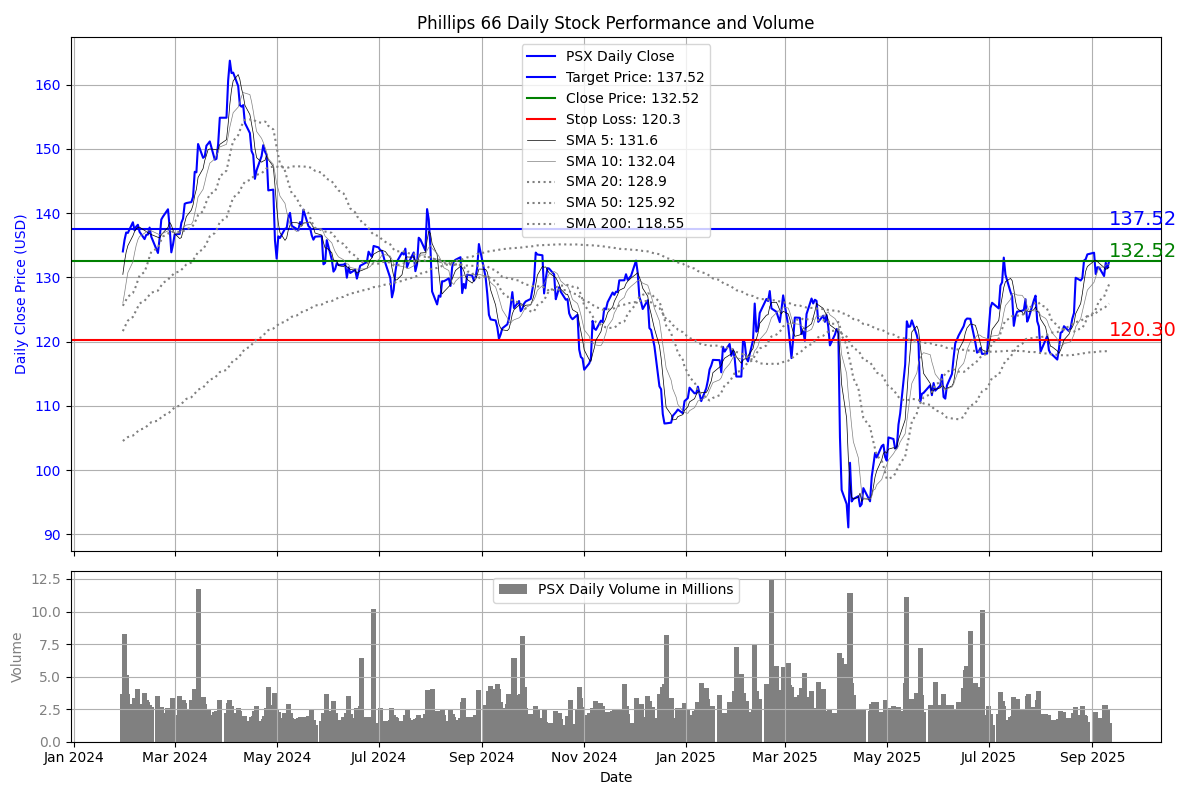 Phillips 66 Daily Stock Performance and Volume
Daily Close Price (USD)
160
150
140
130
120
110
100
90
PSX Daily Close
Target Price: 137.52
Close Price: 132.52
Stop Loss: 120.3
SMA 5: 131.6
SMA 10: 132.04
SMA 20: 128.9
SMA 50: 125.92
SMA 200: 118.55
137.52
132.52
120.30
Volume
12.5
10.0
7.5
5.0
2.5
0.0
PSX Daily Volume in Millions
Jan 2024
Mar 2024
May 2024
Jul 2024
Sep 2024
Nov 2024
Jan 2025
Mar 2025
May 2025
Jul 2025
Sep 2025
Date